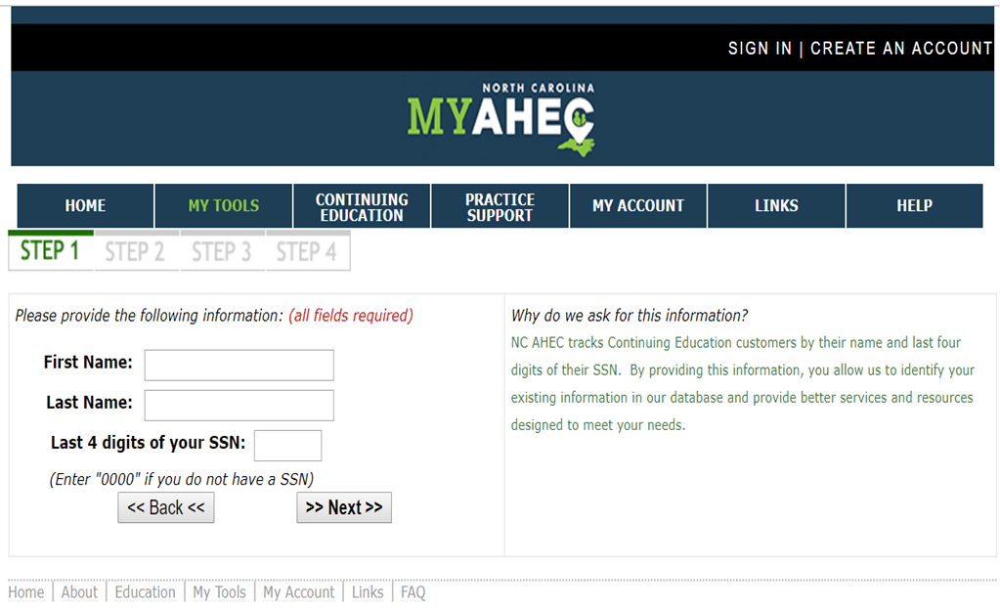 SIGN IN | CREATE AN ACCOUNT
NORTH CAROLINA
MYAHEC
HOME
MY TOOLS
CONTINUING
EDUCATION
PRACTICE
SUPPORT
MY ACCOUNT
LINKS
HELP
STEP 1 STEP 2 STEP 3 STEP 4
Please provide the following information: (all fields required)
First Name:
Last Name:
Last 4 digits of your SSN:
(Enter "0000" if you do not have a SSN)
<< Back << >> Next >>
Why do we ask for this information?
NC AHEC tracks Continuing Education customers by their name and last four
digits of their SSN. By providing this information, you allow us to identify your
existing information in our database and provide better services and resources
designed to meet your needs.
Home | About | Education | My Tools | My Account | Links | FAQ